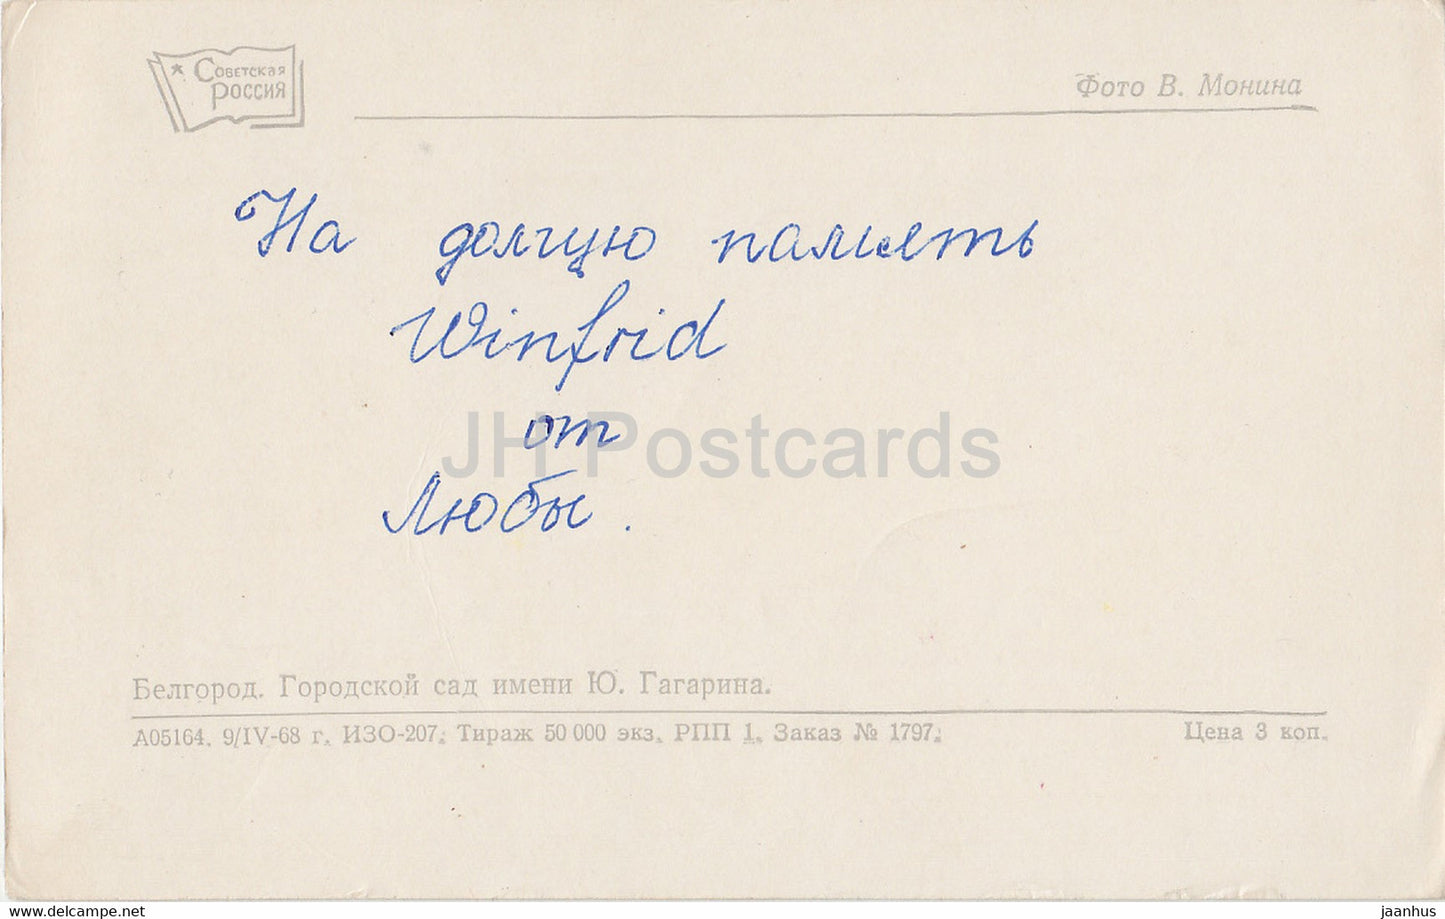 Советская
Россия
Фото В. Монина
На долгую память
Winfrid
от
JH Postcards
Любы.
Белгород. Городской сад имени Ю. Гагарина.
А05164. 9/IV-68 г. ИЗО-207. Тираж 50 000 экз. РПП 1. Заказ № 1797. Цена 3 коп.
www.delcampe.net
jaanhus